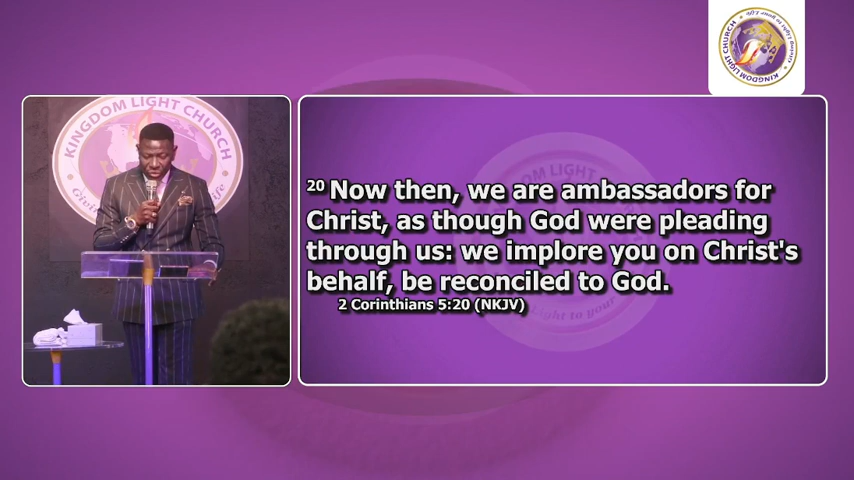 KINGDOM LIGHT CHURCH
KINGDOM LIGHT CHURCH
Giving
20 Now then, we are ambassadors for
Christ, as though God were pleading
through us: we implore you on Christ's
behalf, be reconciled to God.
2 Corinthians 5:20 (NKJV)